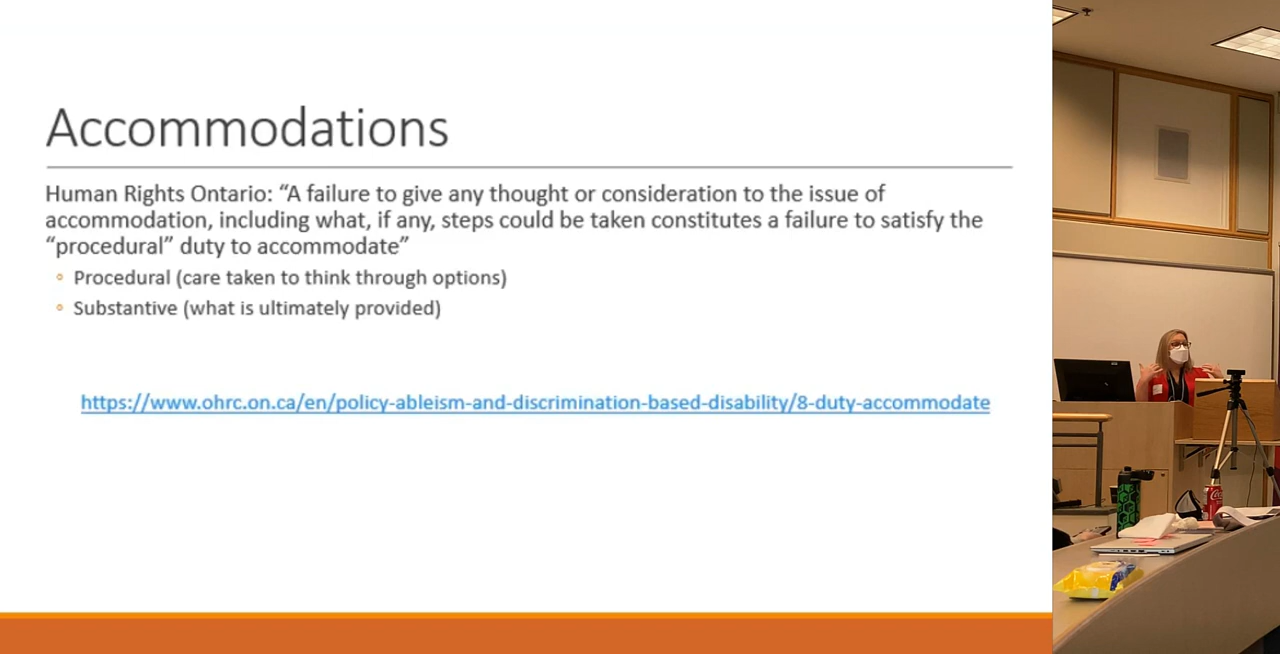 Accommodations
Human Rights Ontario: “A failure to give any thought or consideration to the issue of
accommodation, including what, if any, steps could be taken constitutes a failure to satisfy the
“procedural” duty to accommodate”
Procedural (care taken to think through options)
Substantive (what is ultimately provided)
https://www.ohrc.on.ca/en/policy-ableism-and-discrimination-based-disability/8-duty-accommodate